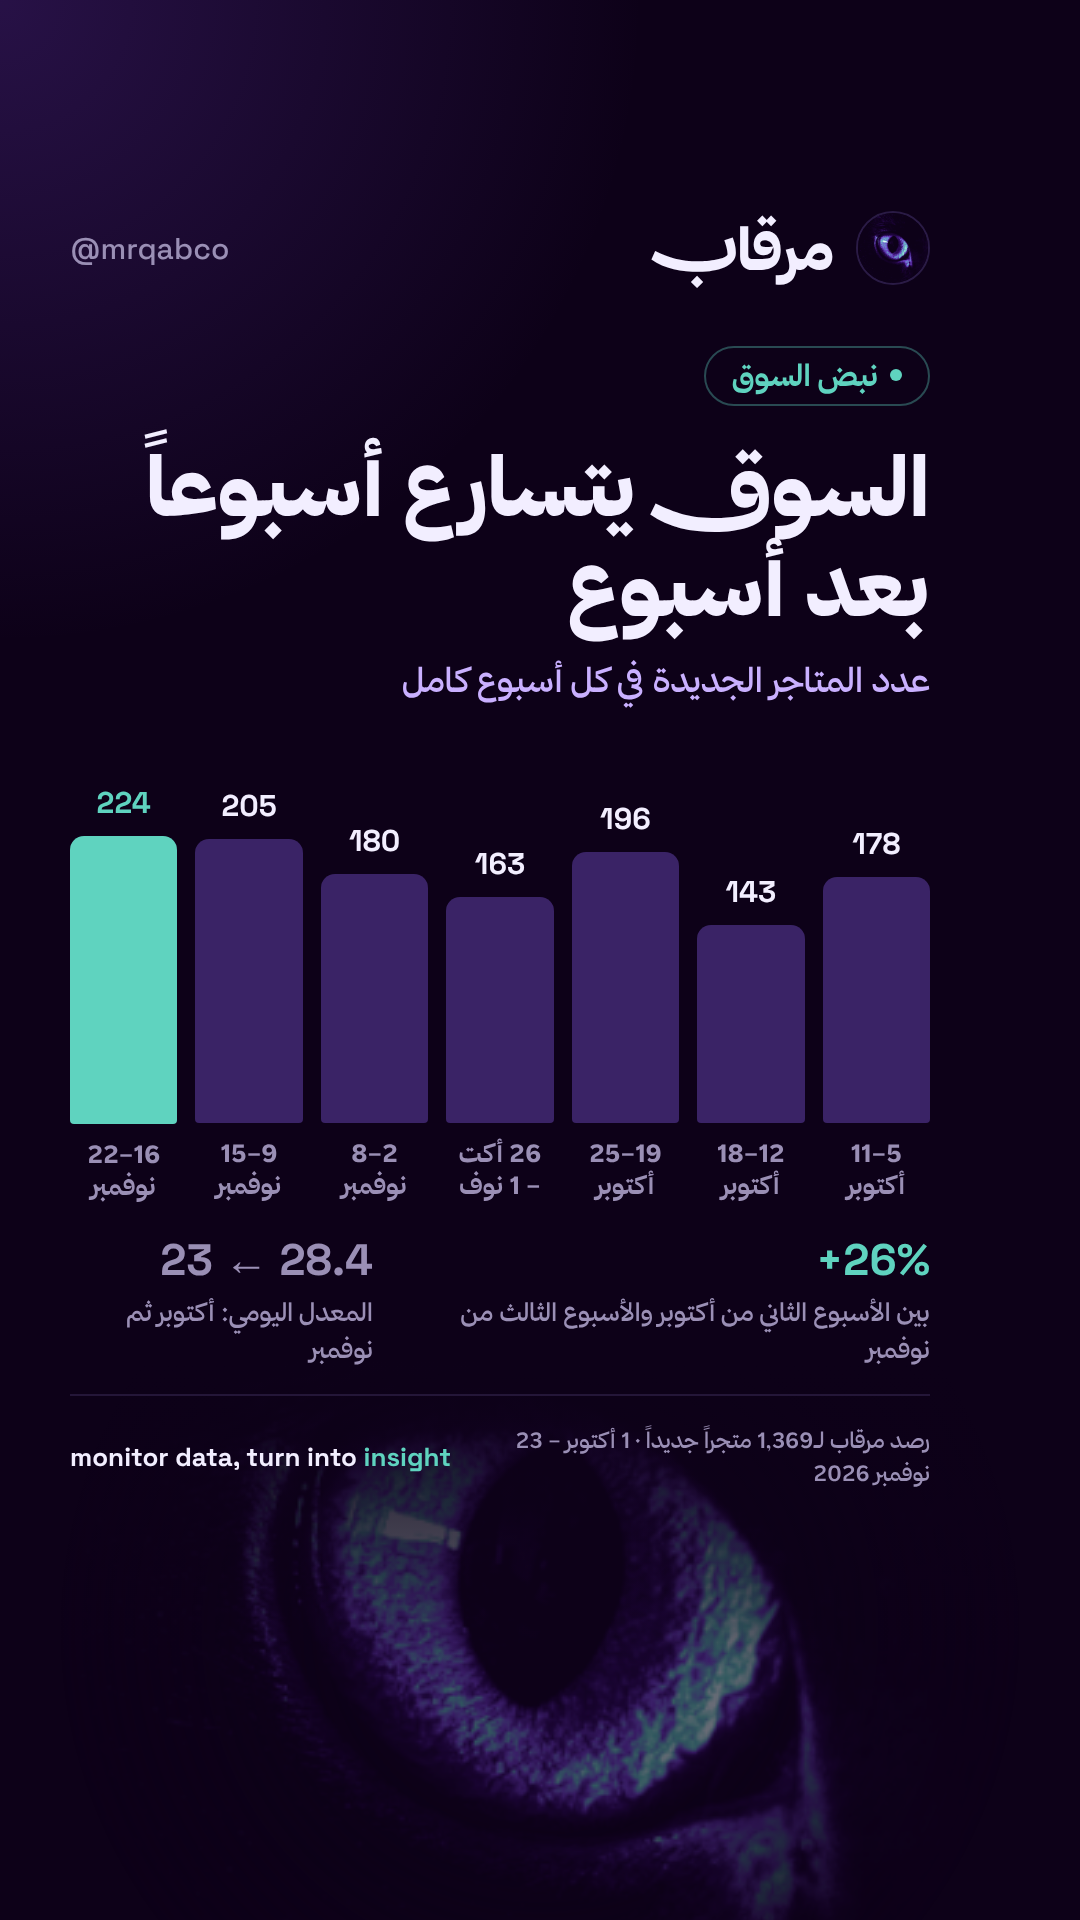 مرقاب
@mrqabco
نبض السوق
السوق يتسارع أسبوعاً
بعد أسبوع
عدد المتاجر الجديدة في كل أسبوع كامل
178
143
196
163
180
205
224
5–11
أكتوبر
12–18
أكتوبر
19–25
أكتوبر
26 أكت
– 1 نوف
2–8
نوفمبر
9–15
نوفمبر
16–22
نوفمبر
+26%
بين الأسبوع الثاني من أكتوبر والأسبوع الثالث من
نوفمبر
28.4 ← 23
المعدل اليومي: أكتوبر ثم
نوفمبر
رصد مرقاب لـ1,369 متجراً جديداً · 1 أكتوبر – 23
نوفمبر 2026
monitor data, turn into insight